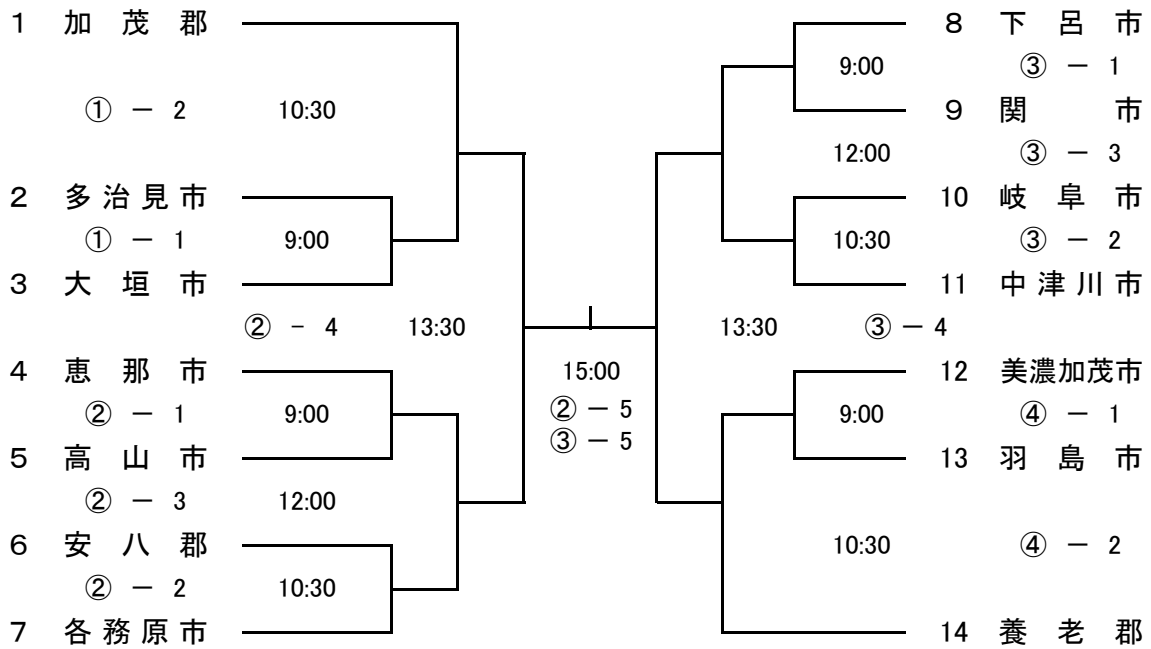 1 加茂郡
① － 2 10:30
2 多治見市
① － 1 9:00
3 大垣市
② - 4 13:30
4 恵那市
② － 1 9:00
5 高山市
② － 3 12:00
6 安八郡
② － 2 10:30
7 各務原市
15:00
② － 5
③ － 5
8 下呂市
9:00 ③ － 1
9 関市
12:00 ③ － 3
10 岐阜市
10:30 ③ － 2
11 中津川市
13:30 ③ － 4
12 美濃加茂市
9:00 ④ － 1
13 羽島市
10:30 ④ － 2
14 養老郡